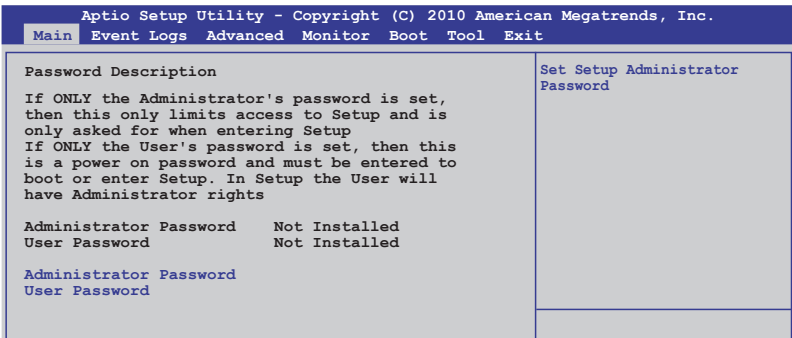 Aptio Setup Utility - Copyright (C) 2010 American Megatrends, Inc.
Main Event Logs Advanced Monitor Boot Tool Exit
Password Description
If ONLY the Administrator's password is set,
then this only limits access to Setup and is
only asked for when entering Setup
If ONLY the User's password is set, then this
is a power on password and must be entered to
boot or enter Setup. In Setup the User will
have Administrator rights
Administrator Password Not Installed
User Password Not Installed
Administrator Password
User Password
Set Setup Administrator
Password